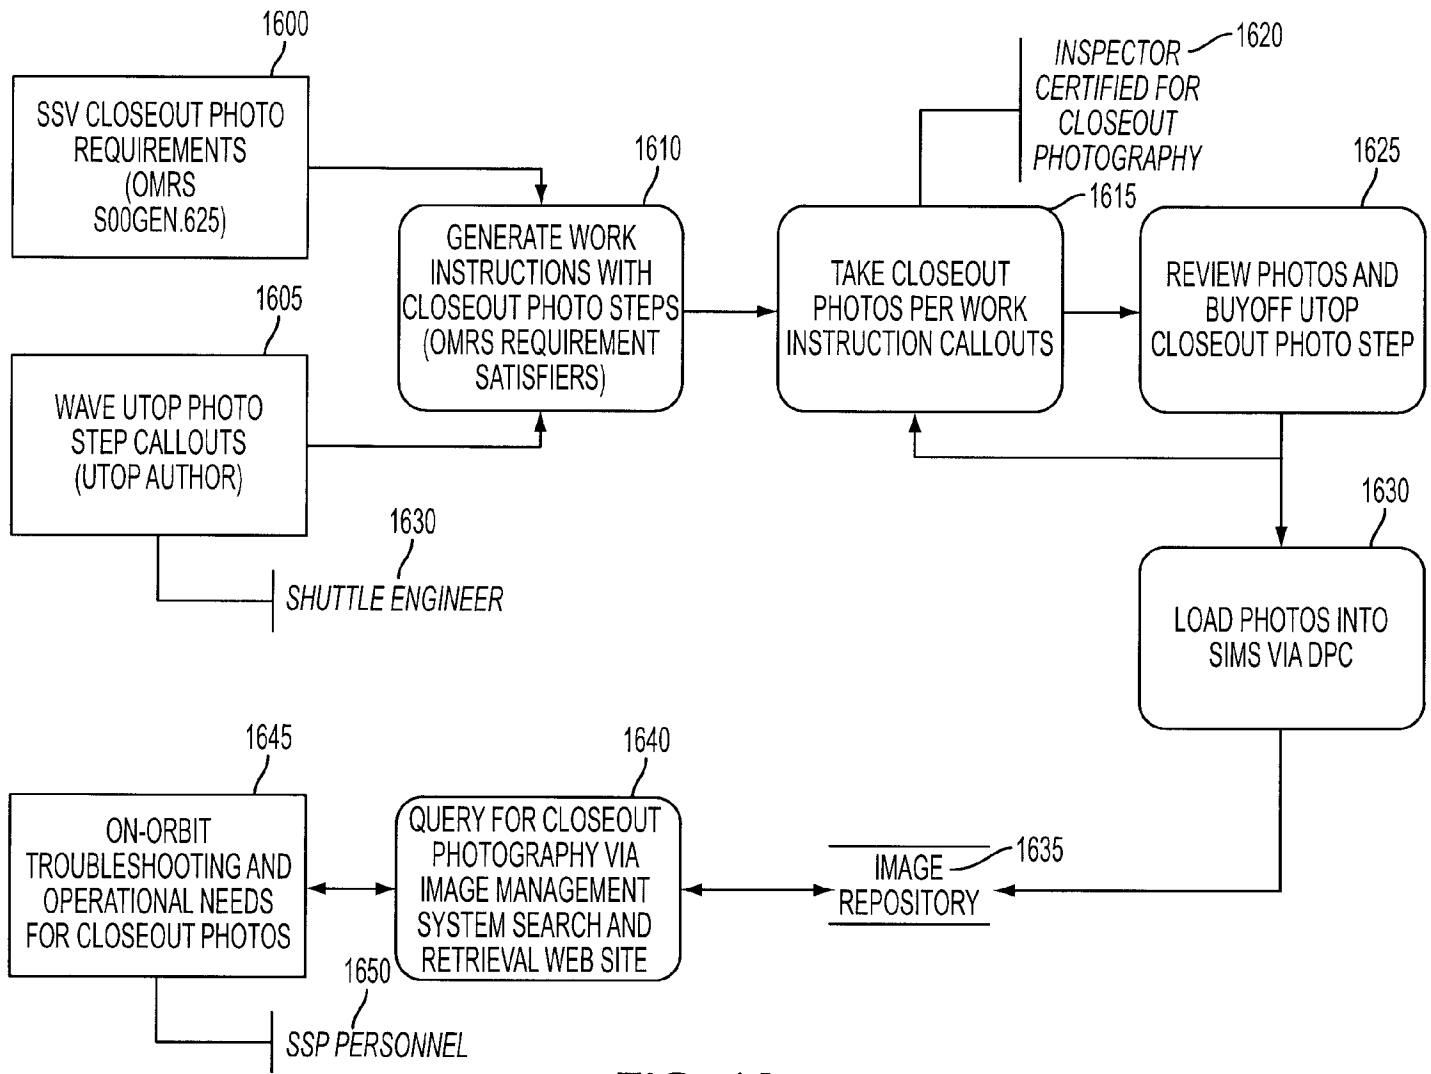 1600
SSV CLOSEOUT PHOTO
REQUIREMENTS
(OMRS
S00GEN.625)
1605
WAVE UTOP PHOTO
STEP CALLOUTS
(UTOP AUTHOR)
1630
SHUTTLE ENGINEER
1610
GENERATE WORK
INSTRUCTIONS WITH
CLOSEOUT PHOTO STEPS
(OMRS REQUIREMENT
SATISFIERS)
1620
INSPECTOR
CERTIFIED FOR
CLOSEOUT
PHOTOGRAPHY
1615
TAKE CLOSEOUT
PHOTOS PER WORK
INSTRUCTION CALLOUTS
1625
REVIEW PHOTOS AND
BUYOFF UTOP
CLOSEOUT PHOTO STEP
1630
LOAD PHOTOS INTO
SIMS VIA DPC
1635
IMAGE
REPOSITORY
1640
QUERY FOR CLOSEOUT
PHOTOGRAPHY VIA
IMAGE MANAGEMENT
SYSTEM SEARCH AND
RETRIEVAL WEB SITE
1645
ON-ORBIT
TROUBLESHOOTING AND
OPERATIONAL NEEDS
FOR CLOSEOUT PHOTOS
1650
SSP PERSONNEL